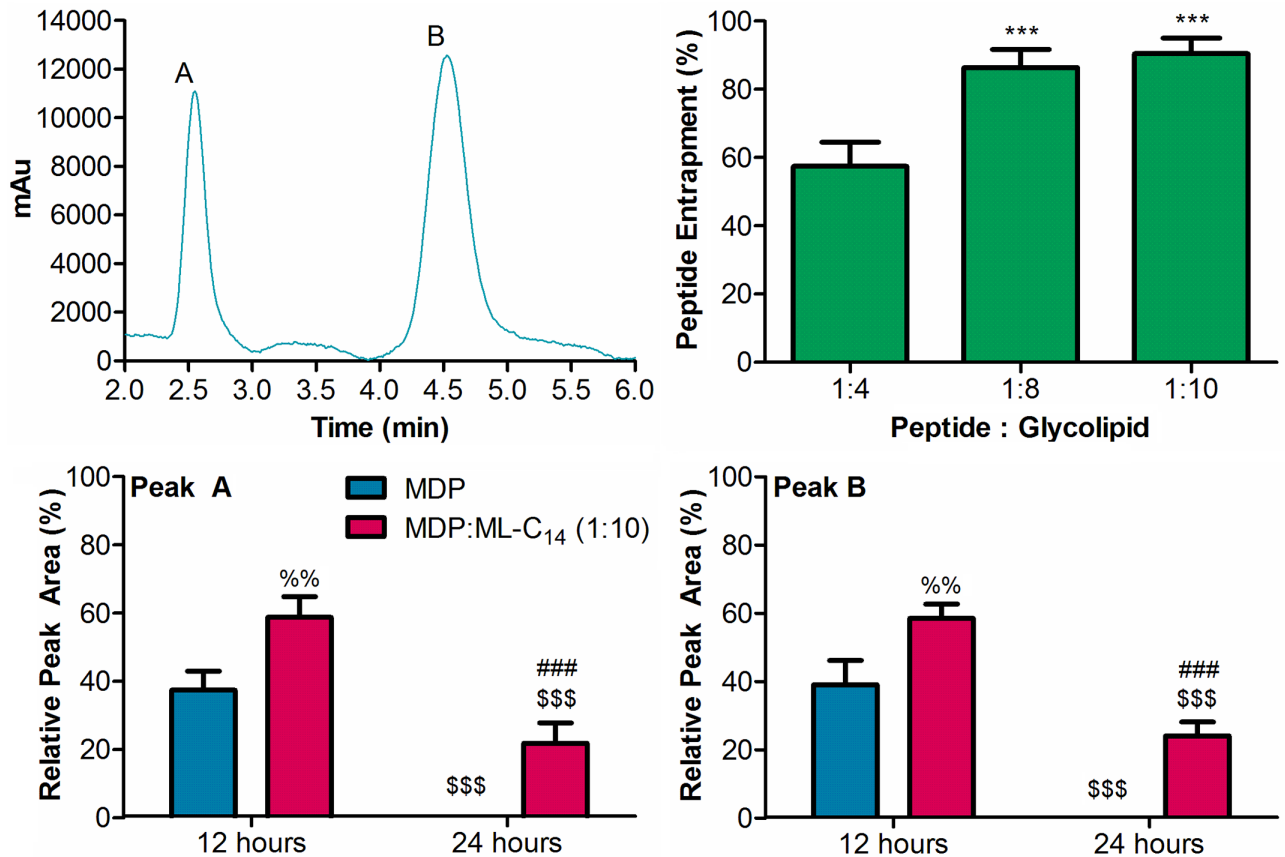 14000
12000
10000
8000
6000
4000
2000
0
mAu
A
B
2.0 2.5 3.0 3.5 4.0 4.5 5.0 5.5 6.0
Time (min)
100
80
60
40
20
0
Peptide Entrapment (%)
***
***
1:4 1:8 1:10
Peptide : Glycolipid
100
80
60
40
20
0
Relative Peak Area (%)
Peak A
MDP
MDP:ML-C₁₄ (1:10)
%%
###
$$$
$$$
12 hours 24 hours
100
80
60
40
20
0
Relative Peak Area (%)
Peak B
%%
###
$$$
$$$
12 hours 24 hours